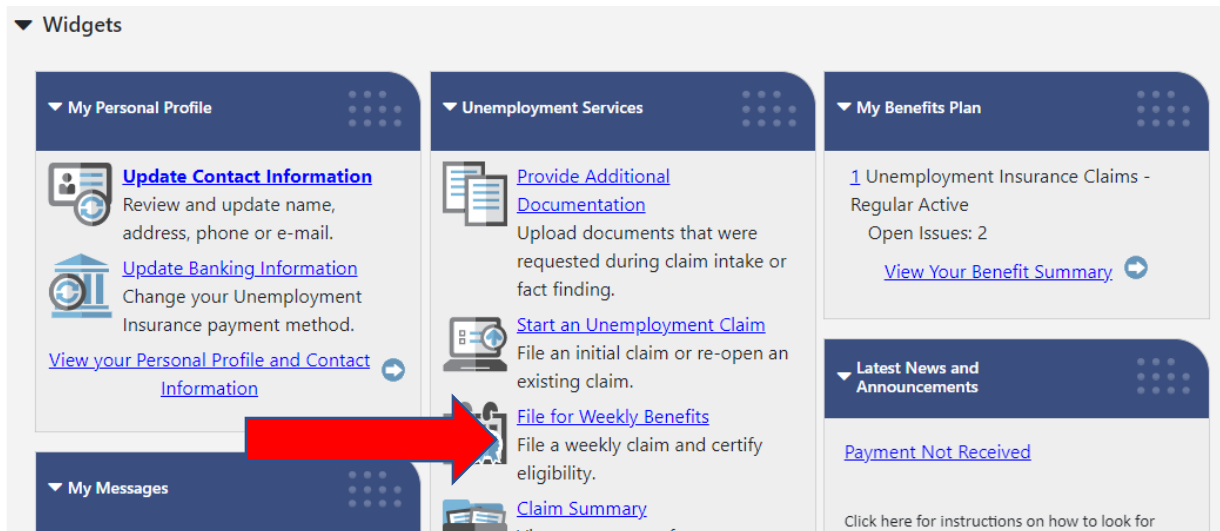 Widgets
My Personal Profile
Update Contact Information
Review and update name,
address, phone or e-mail.
Update Banking Information
Change your Unemployment
Insurance payment method.
View your Personal Profile and Contact
Information
My Messages
Unemployment Services
Provide Additional
Documentation
Upload documents that were
requested during claim intake or
fact finding.
Start an Unemployment Claim
File an initial claim or re-open an
existing claim.
File for Weekly Benefits
File a weekly claim and certify
eligibility.
Claim Summary
My Benefits Plan
1 Unemployment Insurance Claims -
Regular Active
Open Issues: 2
View Your Benefit Summary
Latest News and
Announcements
Payment Not Received
Click here for instructions on how to look for